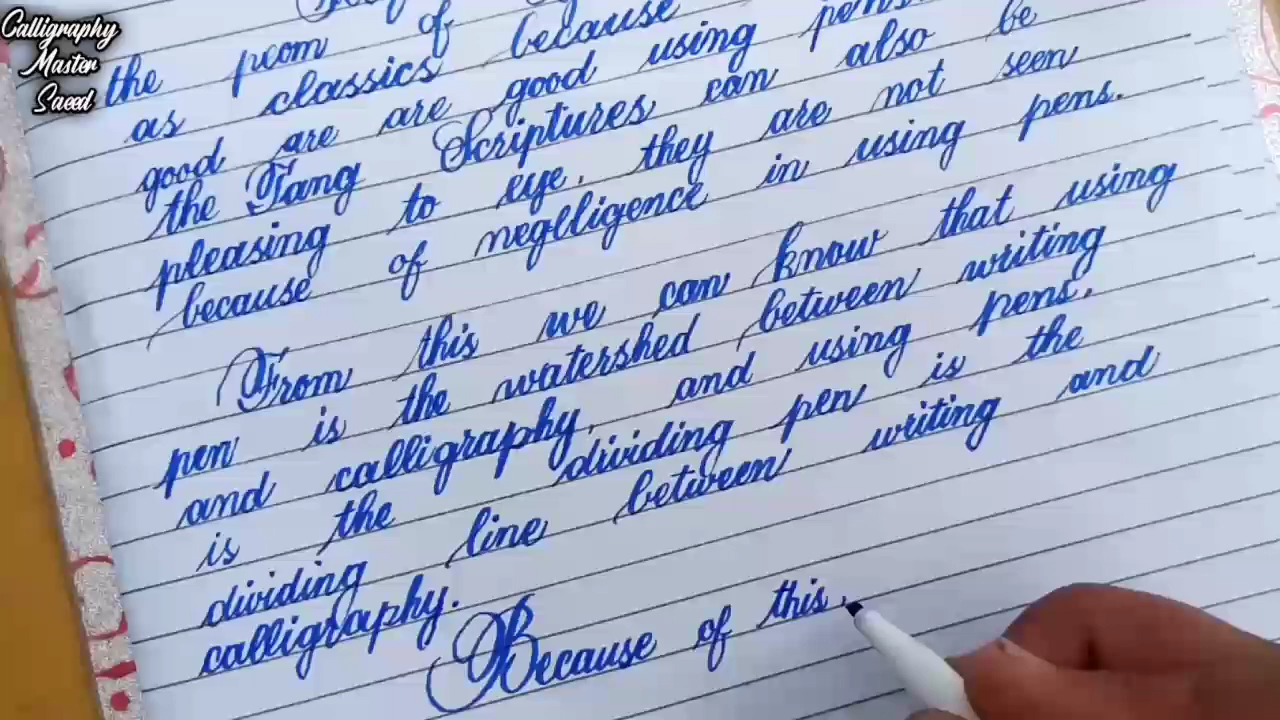 Calligraphy
Master
Saeed
the peom of
as classics because
good are are good using pens
the Tang Scriptures can also be
pleasing to eye, they are not seen
because of neglligence in using pens.
From this we can know that using
pen is the watershed between writing
and calligraphy, and using pens.
is the dividing pen is the
dividing line between writing and
calligraphy.
Because of this,